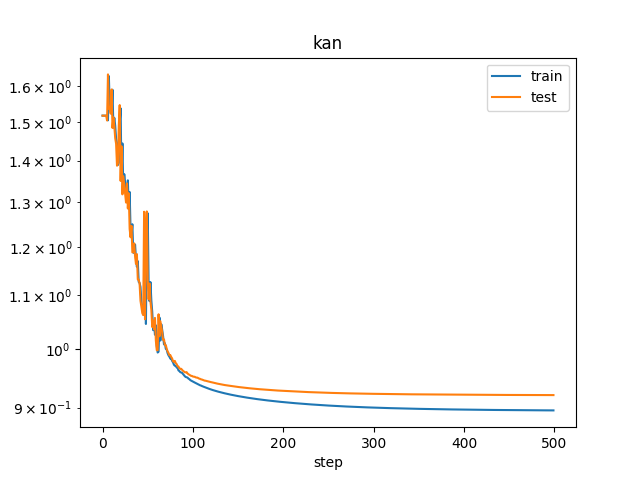 kan
1.6 × 10⁰
1.5 × 10⁰
1.4 × 10⁰
1.3 × 10⁰
1.2 × 10⁰
1.1 × 10⁰
10⁰
9 × 10⁻¹
train
test
0 100 200 300 400 500
step